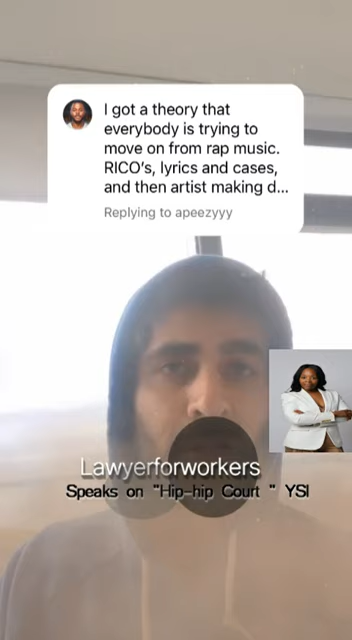 I got a theory that
everybody is trying to
move on from rap music.
RICO's, lyrics and cases,
and then artist making d...
Replying to apeezyyy
Lawyerforworkers
Speaks on "Hip-hip Court " YSl